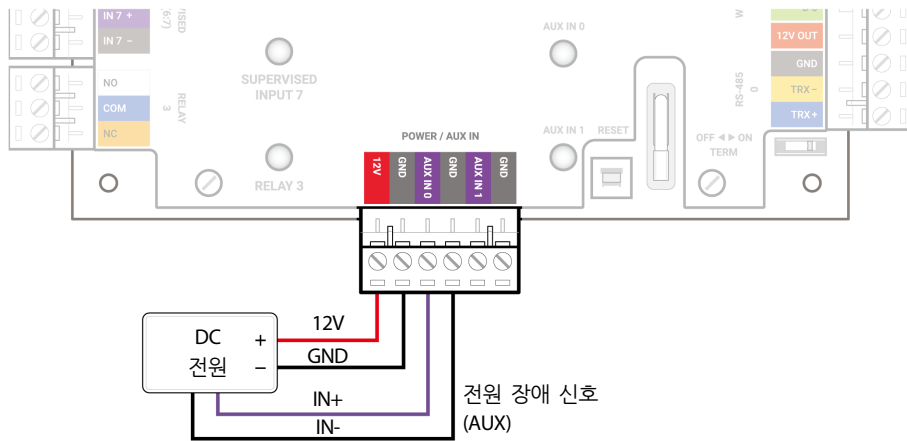 IN 7 +
IN 7 −
NO
COM
NC
RELAY
3
SUPERVISED
INPUT 7
RELAY 3
POWER / AUX IN
12V
GND
AUX IN 0
GND
AUX IN 1
GND
AUX IN 0
AUX IN 1
RESET
OFF ◄ ► ON
TERM
12V OUT
GND
TRX −
TRX +
RS-485
0
W
DC
전원
+
−
12V
GND
IN+
IN-
전원 장애 신호
(AUX)